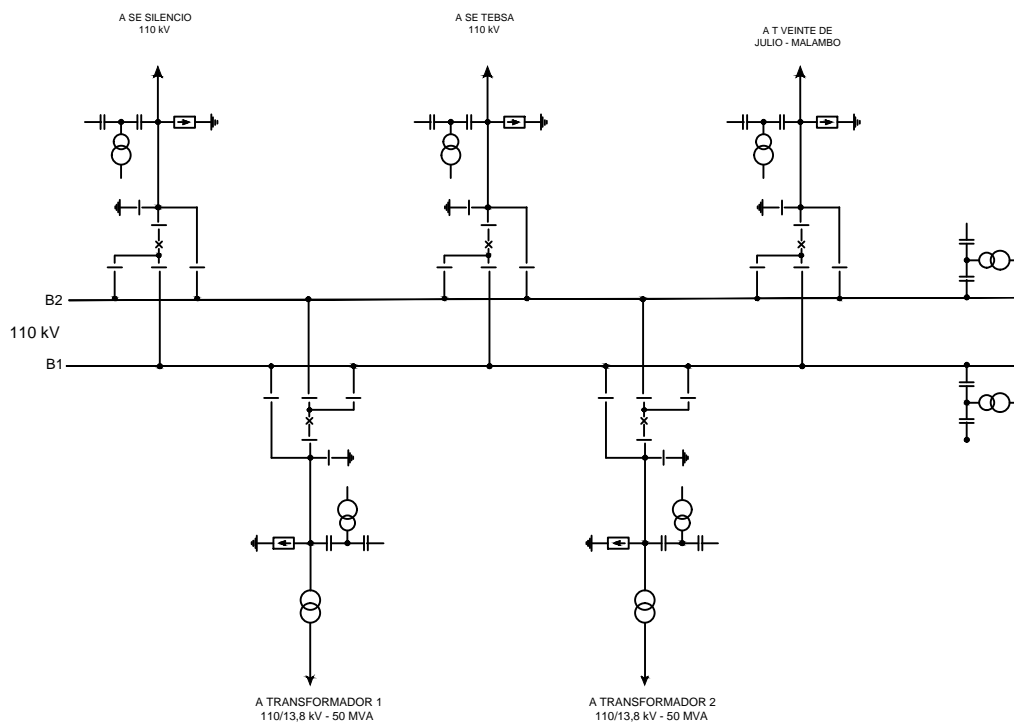 A SE SILENCIO
110 kV
A SE TEBSA
110 kV
A T VEINTE DE
JULIO - MALAMBO
B2
110 kV
B1
A TRANSFORMADOR 1
110/13,8 kV - 50 MVA
A TRANSFORMADOR 2
110/13,8 kV - 50 MVA